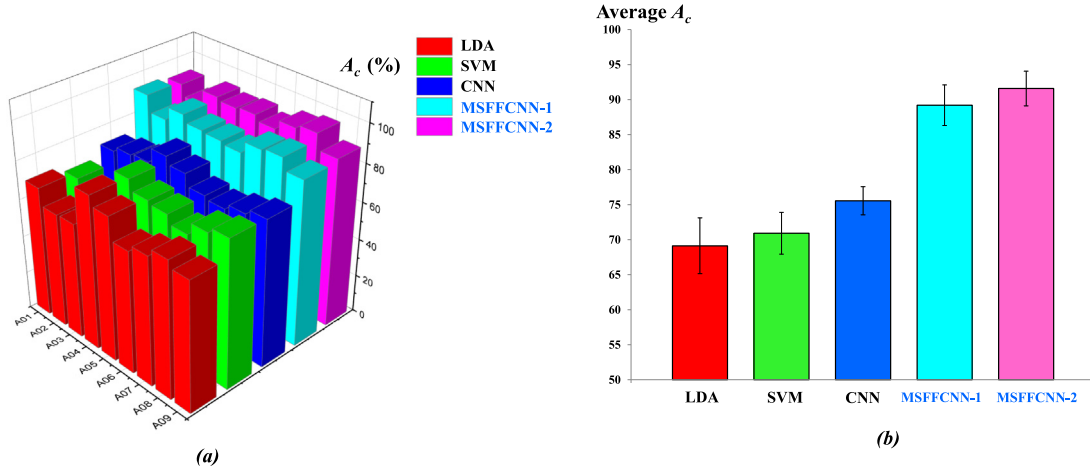 A_c (%)
LDA
SVM
CNN
MSFFCNN-1
MSFFCNN-2
100
80
60
40
20
0
A01
A02
A03
A04
A05
A06
A07
A08
A09
(a)
Average A_c
100
95
90
85
80
75
70
65
60
55
50
LDA SVM CNN MSFFCNN-1 MSFFCNN-2
(b)